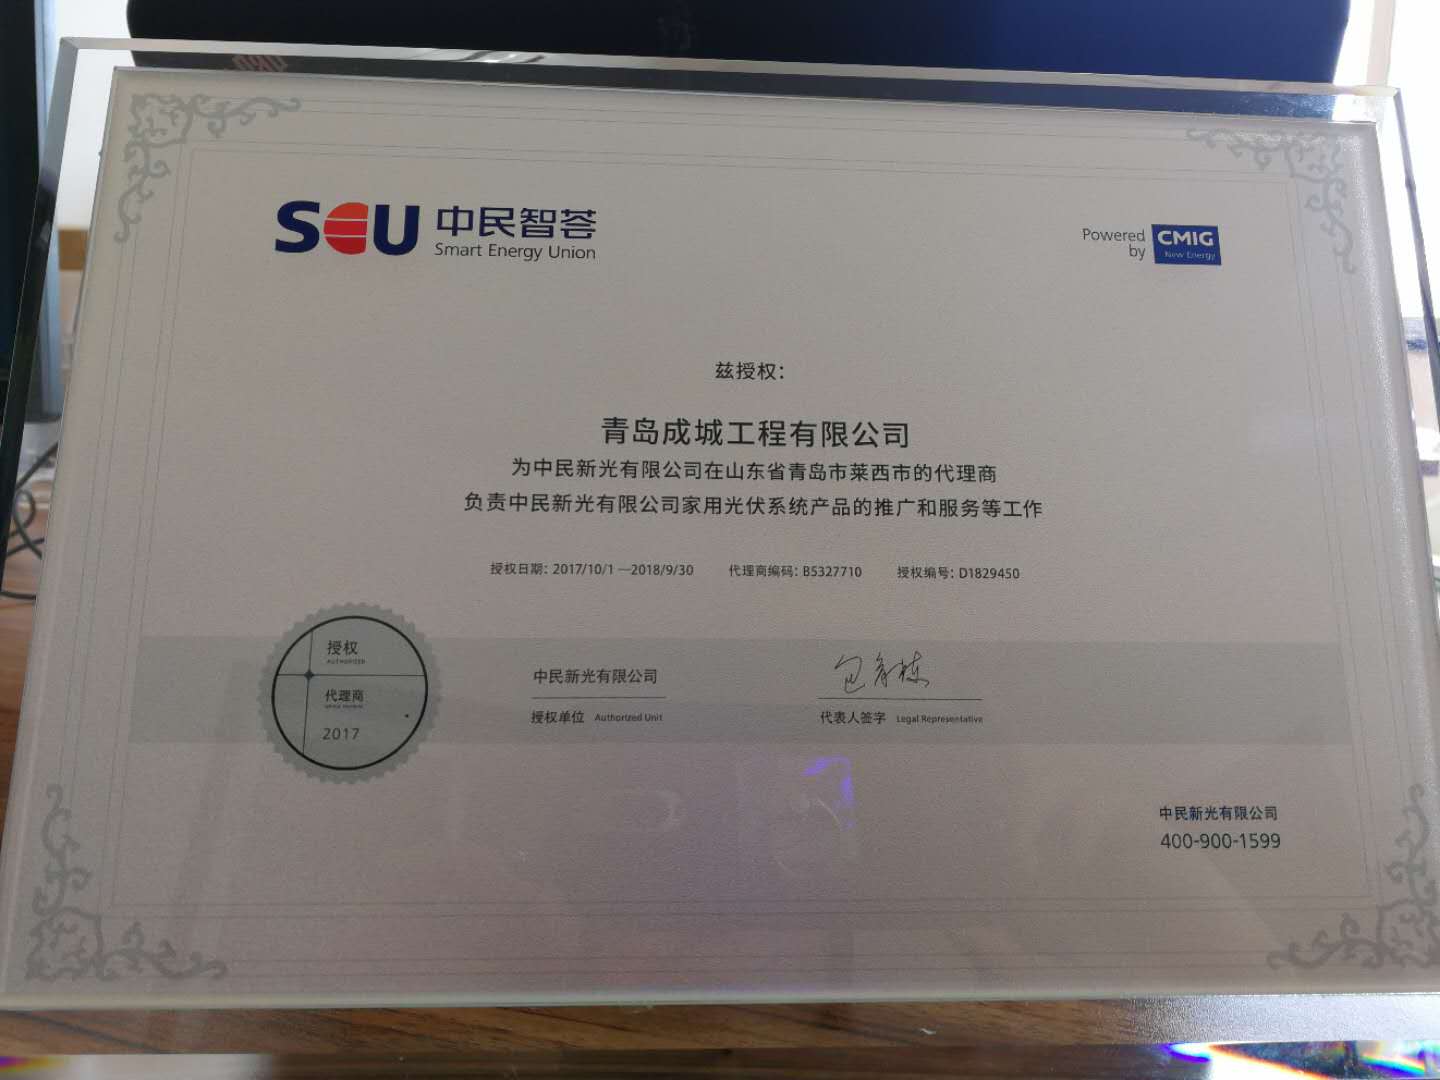 SEU 中民智荟
Smart Energy Union
Powered by
CMIG
New Energy
兹授权：
青岛成城工程有限公司
为中民新光有限公司在山东省青岛市莱西市的代理商
负责中民新光有限公司家用光伏系统产品的推广和服务等工作
授权日期：2017/10/1—2018/9/30 代理商编码：B5327710 授权编号：D1829450
授权
AUTHORIZED
代理商
2017
中民新光有限公司
授权单位 Authorized Unit
代表人签字 Legal Representative
中民新光有限公司
400-900-1599